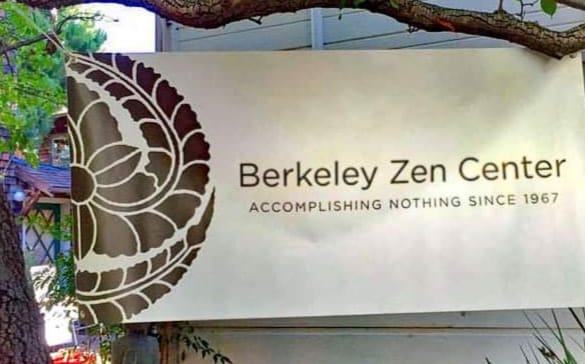 Berkeley Zen Center
ACCOMPLISHING NOTHING SINCE 1967